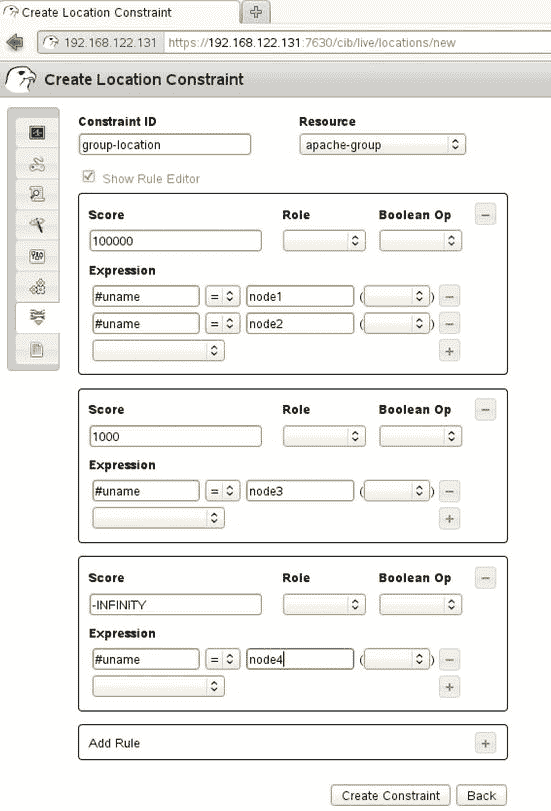 Create Location Constraint
192.168.122.131 https://192.168.122.131:7630/cib/live/locations/new
Create Location Constraint
Constraint ID Resource
group-location apache-group
Show Rule Editor
Score Role Boolean Op
100000
Expression
#uname = node1 ( )
#uname = node2 ( )
Score Role Boolean Op
1000
Expression
#uname = node3 ( )
Score Role Boolean Op
-INFINITY
Expression
#uname = node4 ( )
Add Rule
Create Constraint Back